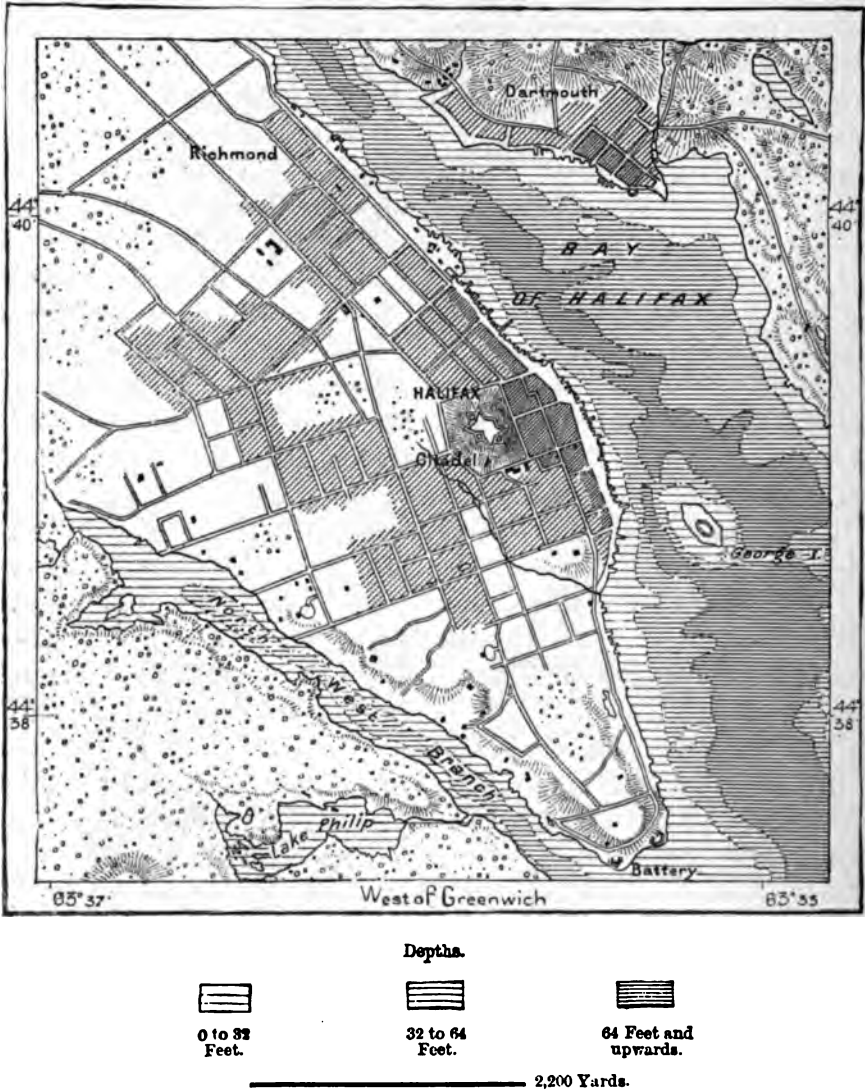 Dartmouth
Richmond
44°
40'
44°
40'
BAY
OF HALIFAX
HALIFAX
Citadel
George I.
North West
Branch
44°
38'
44°
38'
Lake Philip
Battery
63°37'
West of Greenwich
63°35'
Depths.
0 to 32
Feet.
32 to 64
Feet.
64 Feet and
upwards.
2,200 Yards.